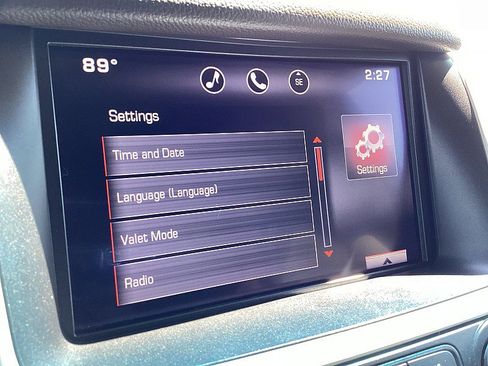 89°
SE
2:27
Settings
Time and Date
Language (Language)
Valet Mode
Radio
Settings